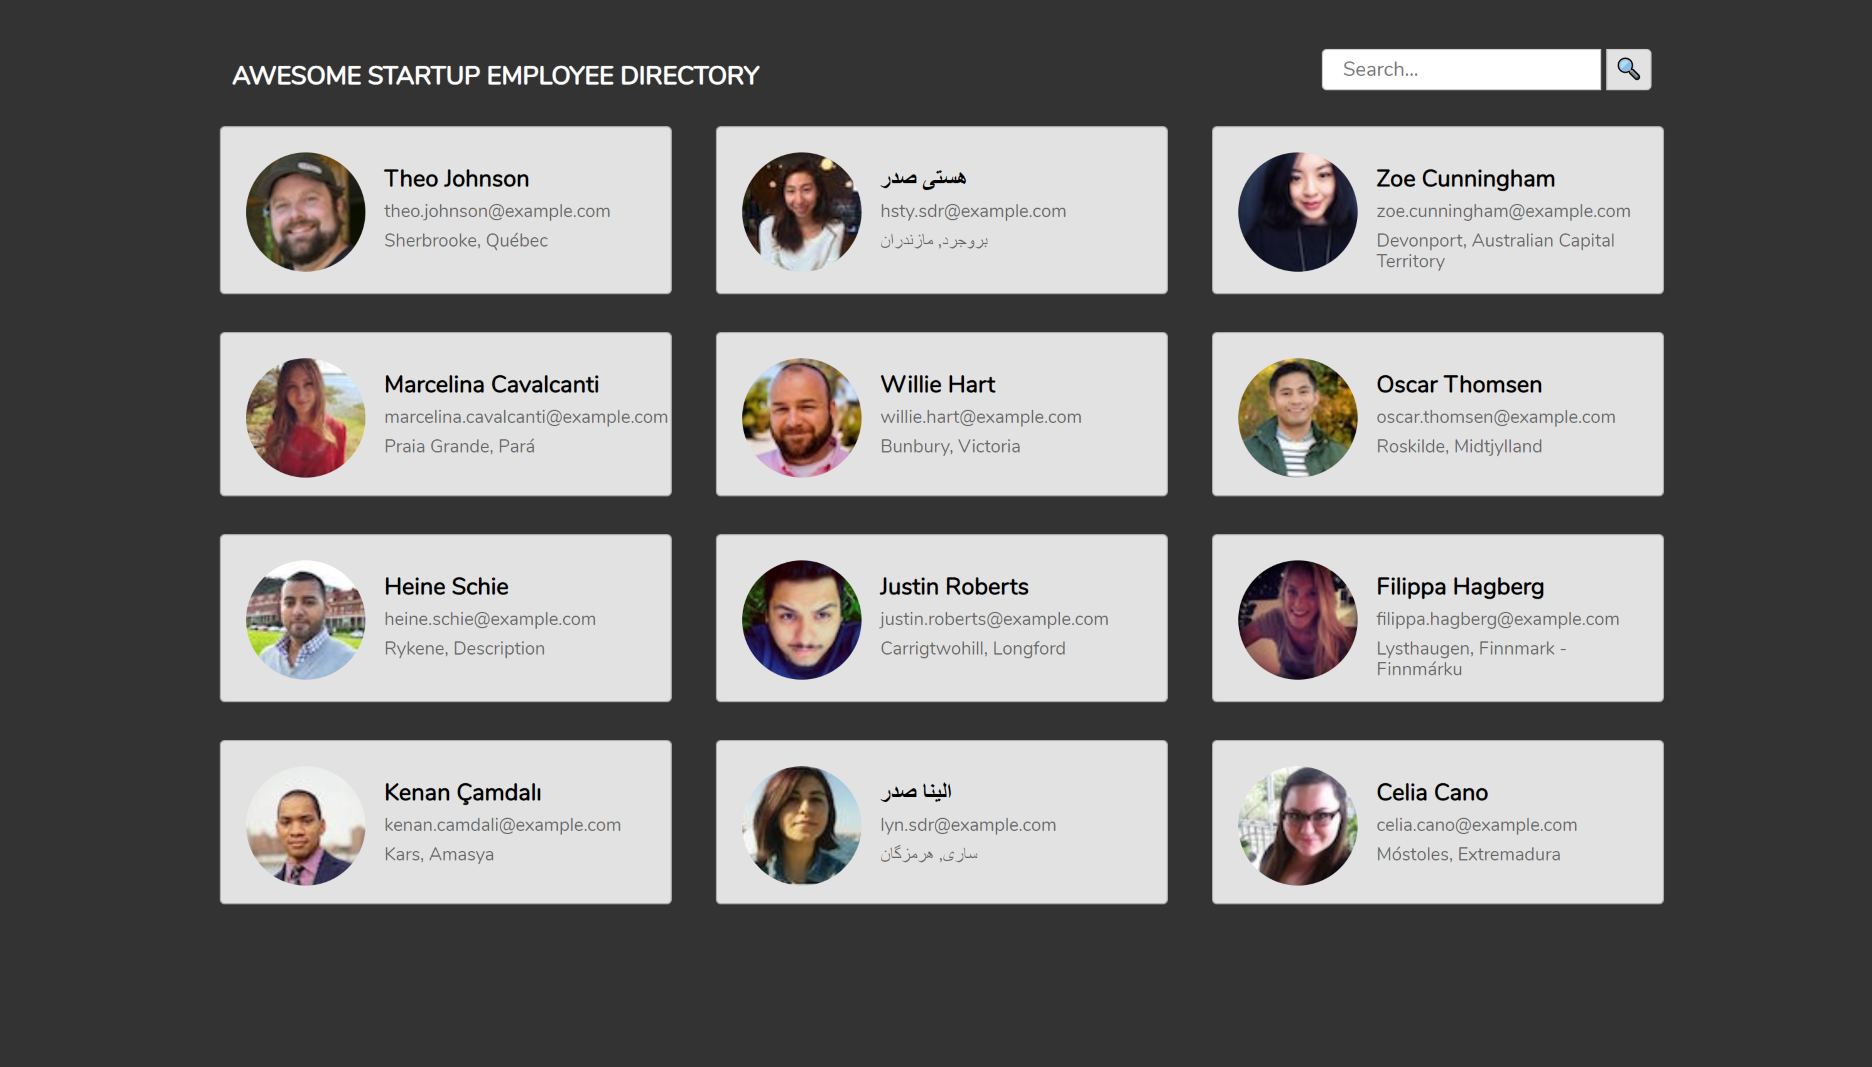 AWESOME STARTUP EMPLOYEE DIRECTORY
Search...
Theo Johnson
theo.johnson@example.com
Sherbrooke, Québec
هستی صدر
hsty.sdr@example.com
بروجرد, مازندران
Zoe Cunningham
zoe.cunningham@example.com
Devonport, Australian Capital
Territory
Marcelina Cavalcanti
marcelina.cavalcanti@example.com
Praia Grande, Pará
Willie Hart
willie.hart@example.com
Bunbury, Victoria
Oscar Thomsen
oscar.thomsen@example.com
Roskilde, Midtjylland
Heine Schie
heine.schie@example.com
Rykene, Description
Justin Roberts
justin.roberts@example.com
Carrigtwohill, Longford
Filippa Hagberg
filippa.hagberg@example.com
Lysthaugen, Finnmark -
Finnmárku
Kenan Çamdalı
kenan.camdali@example.com
Kars, Amasya
الینا صدر
lyn.sdr@example.com
ساری, هرمزگان
Celia Cano
celia.cano@example.com
Móstoles, Extremadura